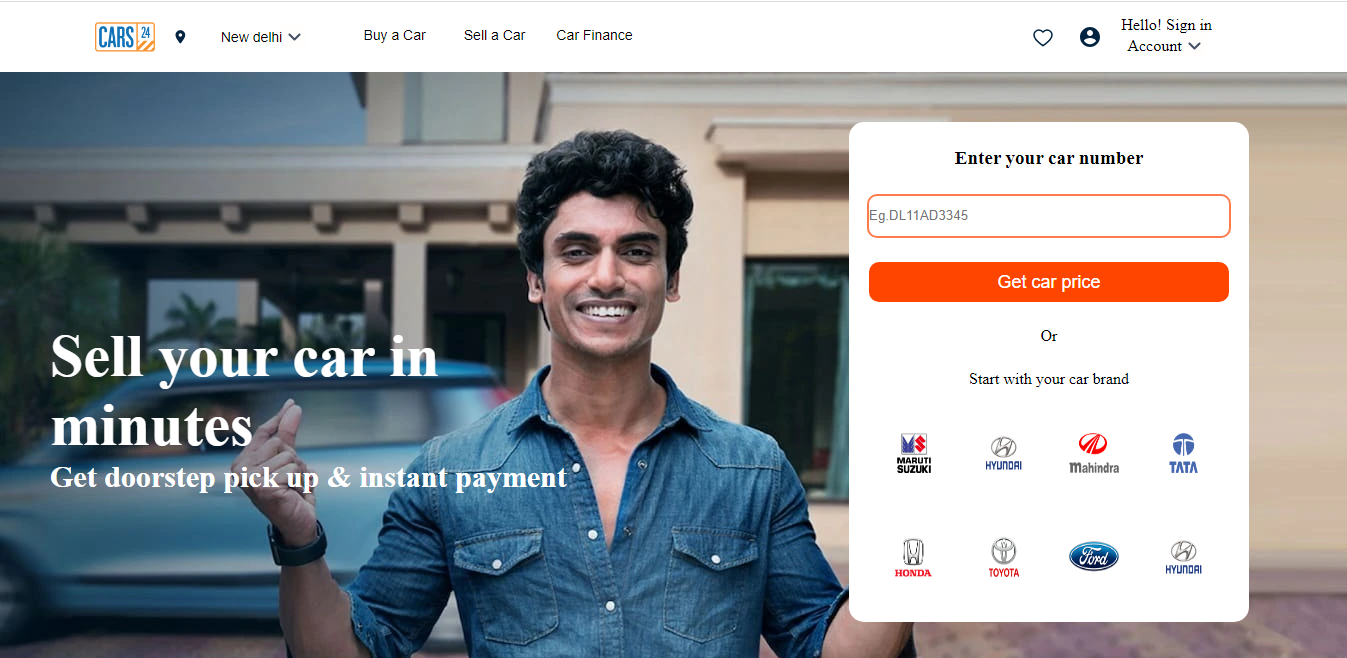 CARS 24
New delhi
Buy a Car
Sell a Car
Car Finance
Hello! Sign in
Account
Sell your car in
minutes
Get doorstep pick up & instant payment
Enter your car number
Eg.DL11AD3345
Get car price
Or
Start with your car brand
MARUTI
SUZUKI
HYUNDAI
Mahindra
TATA
HONDA
TOYOTA
Ford
HYUNDAI